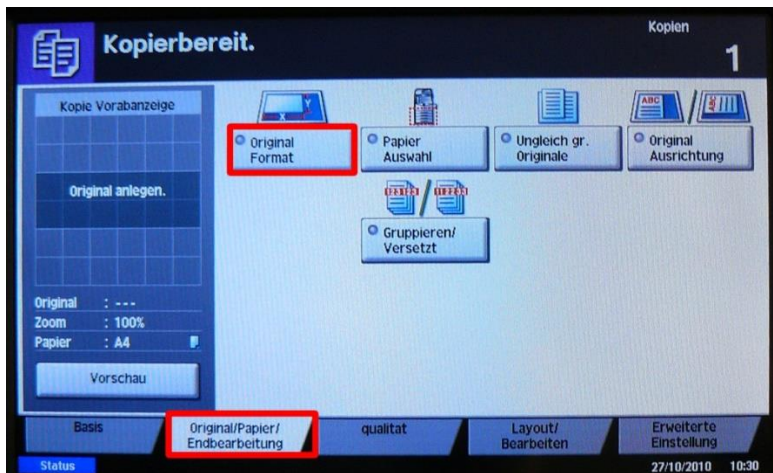 Kopierbereit.
Kopien
1
Kopie Vorabanzeige
Original anlegen.
Original : ---
Zoom : 100%
Papier : A4
Vorschau
X
Y
Original
Format
Papier
Auswahl
Ungleich gr.
Originale
ABC
Original
Ausrichtung
Gruppieren/
Versetzt
Basis
Original/Papier/
Endbearbeitung
qualitat
Layout/
Bearbeiten
Erweiterte
Einstellung
Status
27/10/2010 10:30